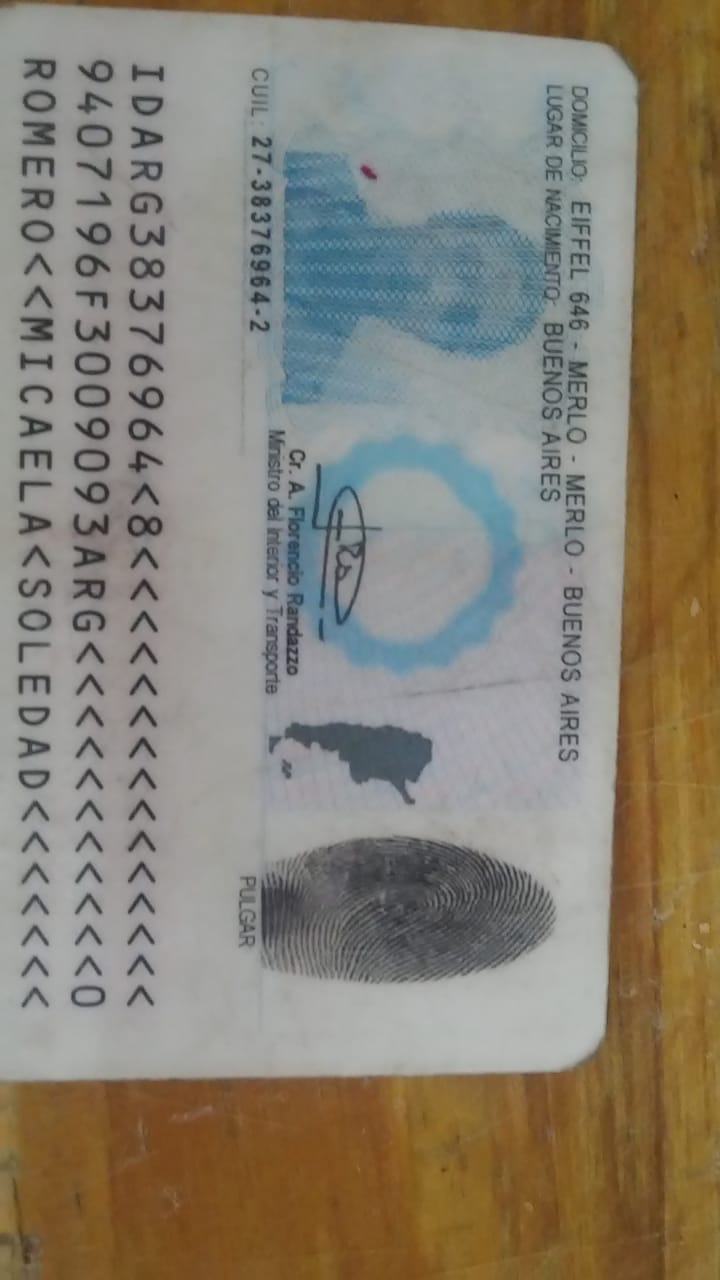 DOMICILIO: EIFFEL 646 - MERLO - MERLO - BUENOS AIRES
LUGAR DE NACIMIENTO: BUENOS AIRES
Cr. A. Florencio Randazzo
Ministro del Interior y Transporte
CUIL: 27-38376964-2
PULGAR
IDARG38376964<8<<<<<<<<<<<<<<<
9407196F3009093ARG<<<<<<<<<<<0
ROMERO<<MICAELA<SOLEDAD<<<<<<<